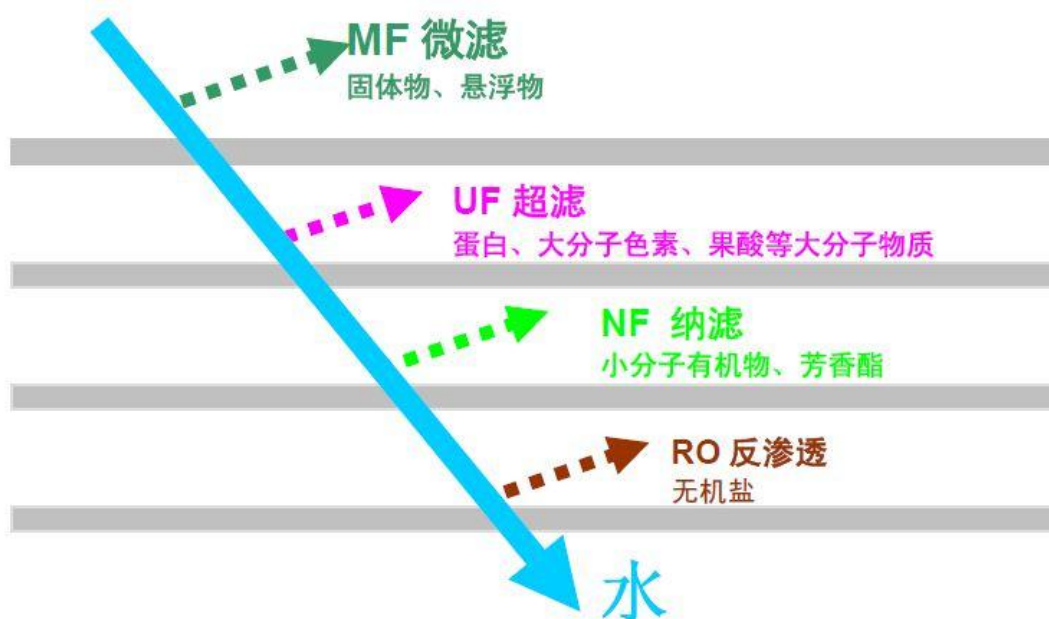 MF 微滤
固体物、悬浮物
UF 超滤
蛋白、大分子色素、果酸等大分子物质
NF 纳滤
小分子有机物、芳香酯
RO 反渗透
无机盐
水